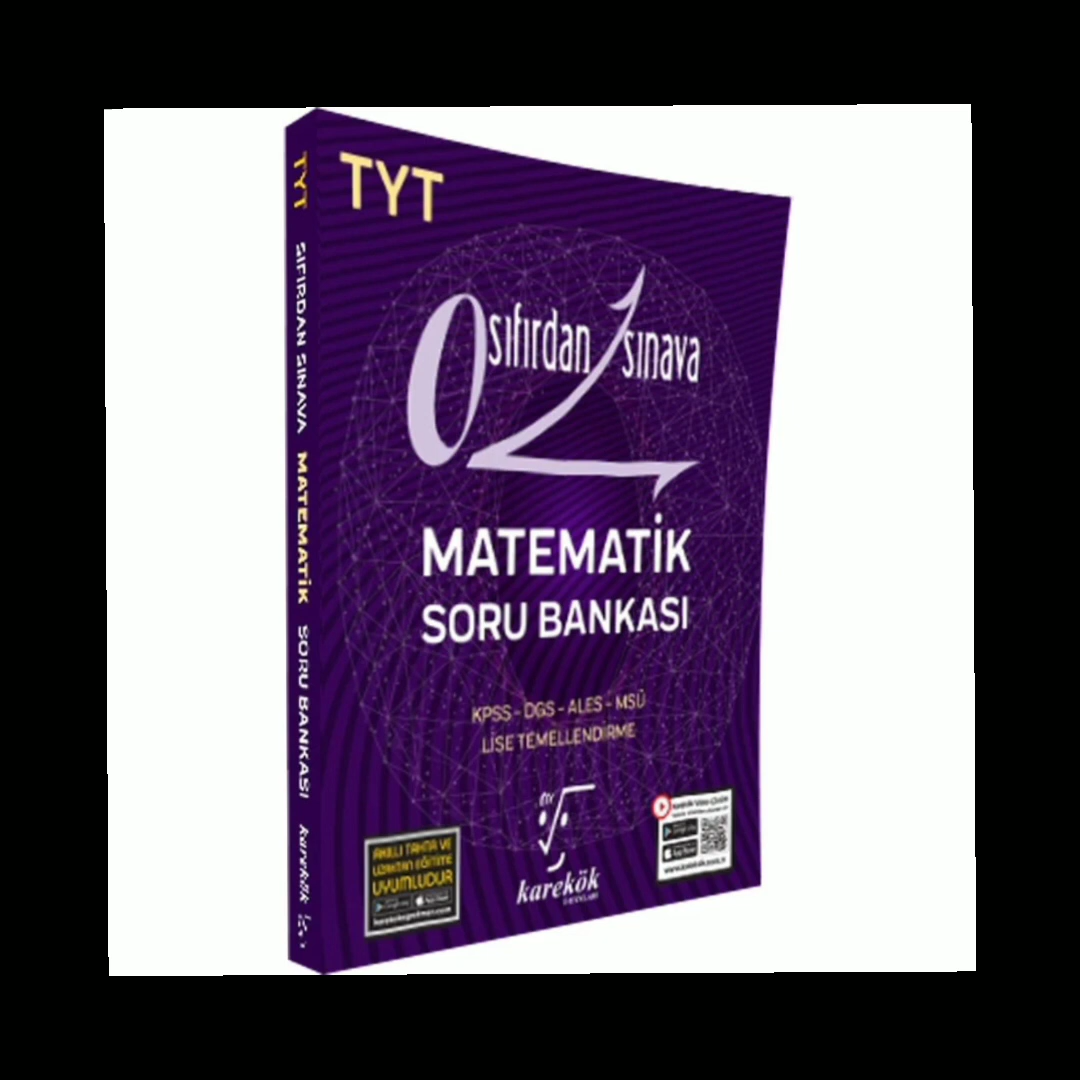 TYT
0 sıfırdan sınava
MATEMATİK
SORU BANKASI
KPSS - DGS - ALES - MSÜ
LİSE TEMELLENDİRME
karekök
YAYINLARI
AKILLI TAHTA VE
UZAKTAN EĞİTİME
UYUMLUDUR
TYT SIFIRDAN SINAVA MATEMATİK SORU BANKASI karekök